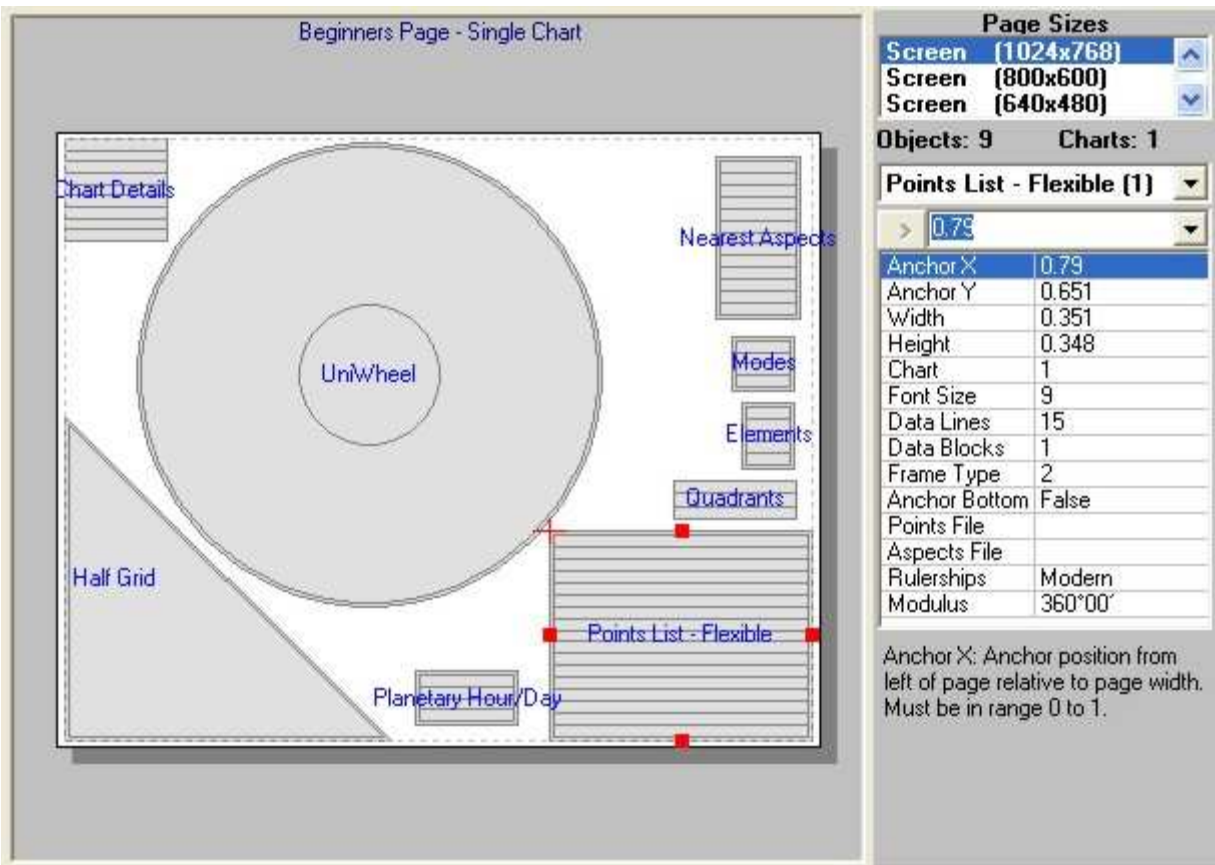 Beginners Page - Single Chart
Chart Details
Nearest Aspects
UniWheel
Modes
Elements
Quadrants
Half Grid
Points List - Flexible
Planetary Hour/Day
Page Sizes
Screen (1024x768)
Screen (800x600)
Screen (640x480)
Objects: 9 Charts: 1
Points List - Flexible (1)
> 0.79
Anchor X 0.79
Anchor Y 0.651
Width 0.351
Height 0.348
Chart 1
Font Size 9
Data Lines 15
Data Blocks 1
Frame Type 2
Anchor Bottom False
Points File
Aspects File
Rulerships Modern
Modulus 360°00'
Anchor X: Anchor position from
left of page relative to page width.
Must be in range 0 to 1.